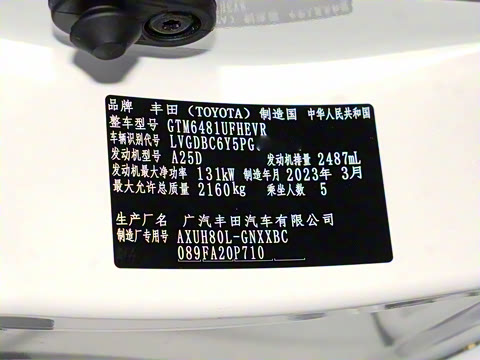 品牌 丰田(TOYOTA) 制造国 中华人民共和国
整车型号 GTM6481UFHEVR
车辆识别代号 LVGDBC6Y5PG
发动机型号 A25D 发动机排量 2487mL
发动机最大净功率 131kW 制造年月 2023年 3月
最大允许总质量 2160kg 乘坐人数 5
生产厂名 广汽丰田汽车有限公司
制造厂专用号 AXUH80L-GNXXBC
089FA20P710